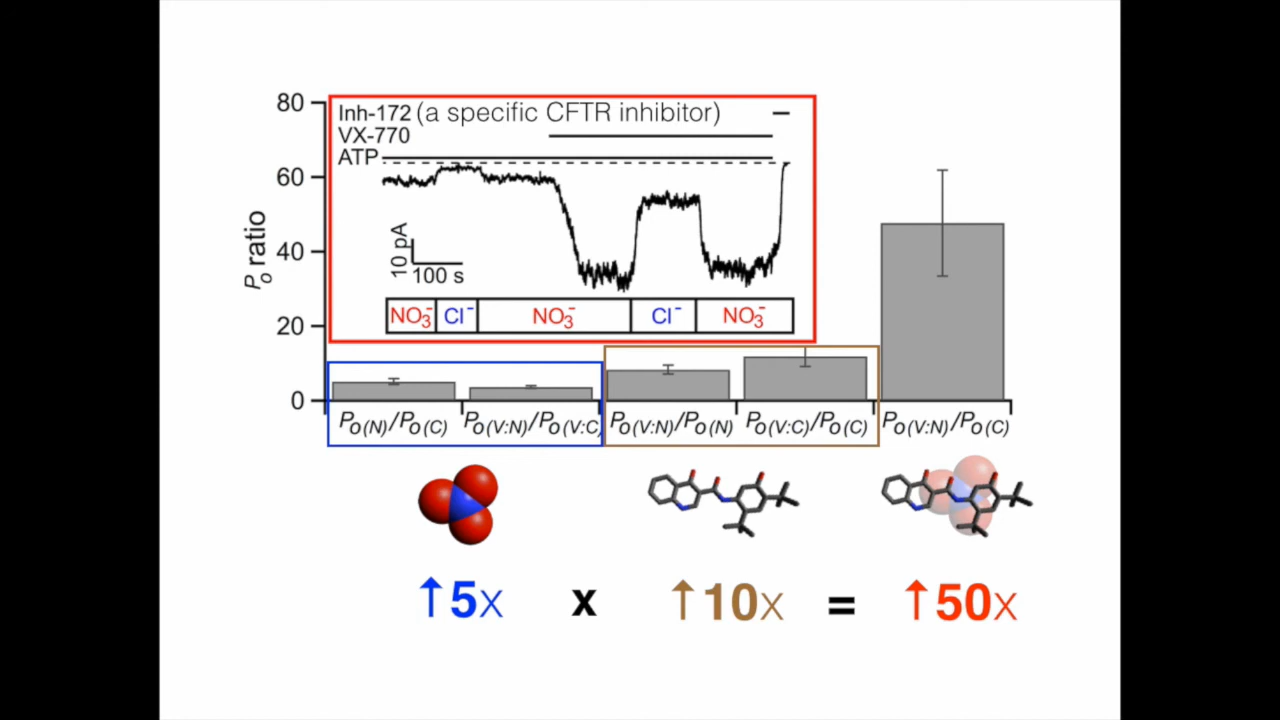 80
60
40
20
0
Po ratio
Inh-172 (a specific CFTR inhibitor)
VX-770
ATP
10 pA
100 s
NO3- Cl- NO3- Cl- NO3-
Po(N)/Po(C) Po(V:N)/Po(V:C) Po(V:N)/Po(N) Po(V:C)/Po(C) Po(V:N)/Po(C)
↑5x x ↑10x = ↑50x